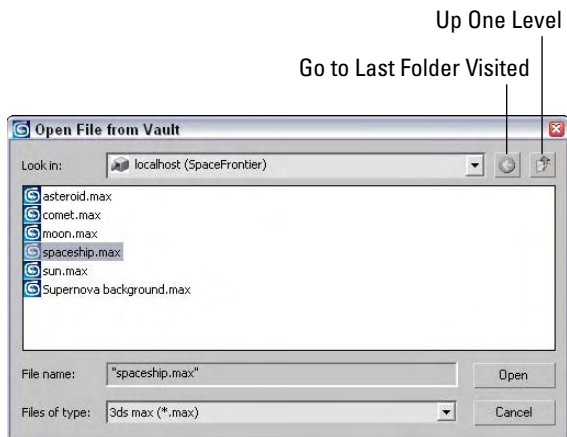 Up One Level
Go to Last Folder Visited
Open File from Vault
Look in: localhost (SpaceFrontier)
asteroid.max
comet.max
moon.max
spaceship.max
sun.max
Supernova background.max
File name: "spaceship.max" Open
Files of type: 3ds max (*.max) Cancel